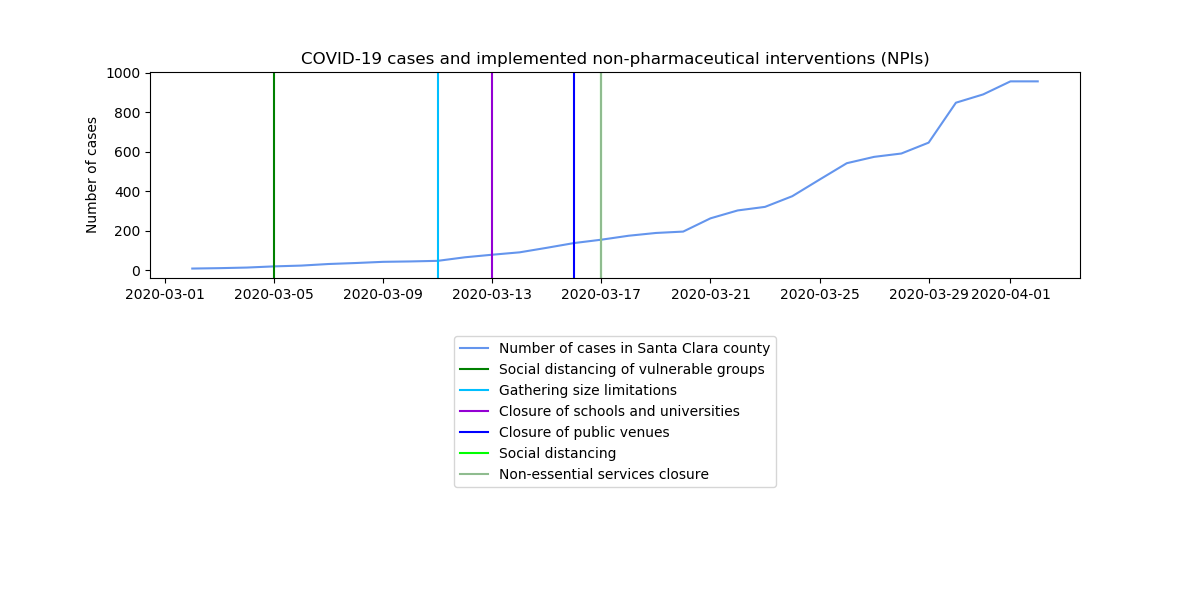 COVID-19 cases and implemented non-pharmaceutical interventions (NPIs)
Number of cases
1000
800
600
400
200
0
2020-03-01 2020-03-05 2020-03-09 2020-03-13 2020-03-17 2020-03-21 2020-03-25 2020-03-29 2020-04-01
Number of cases in Santa Clara county
Social distancing of vulnerable groups
Gathering size limitations
Closure of schools and universities
Closure of public venues
Social distancing
Non-essential services closure